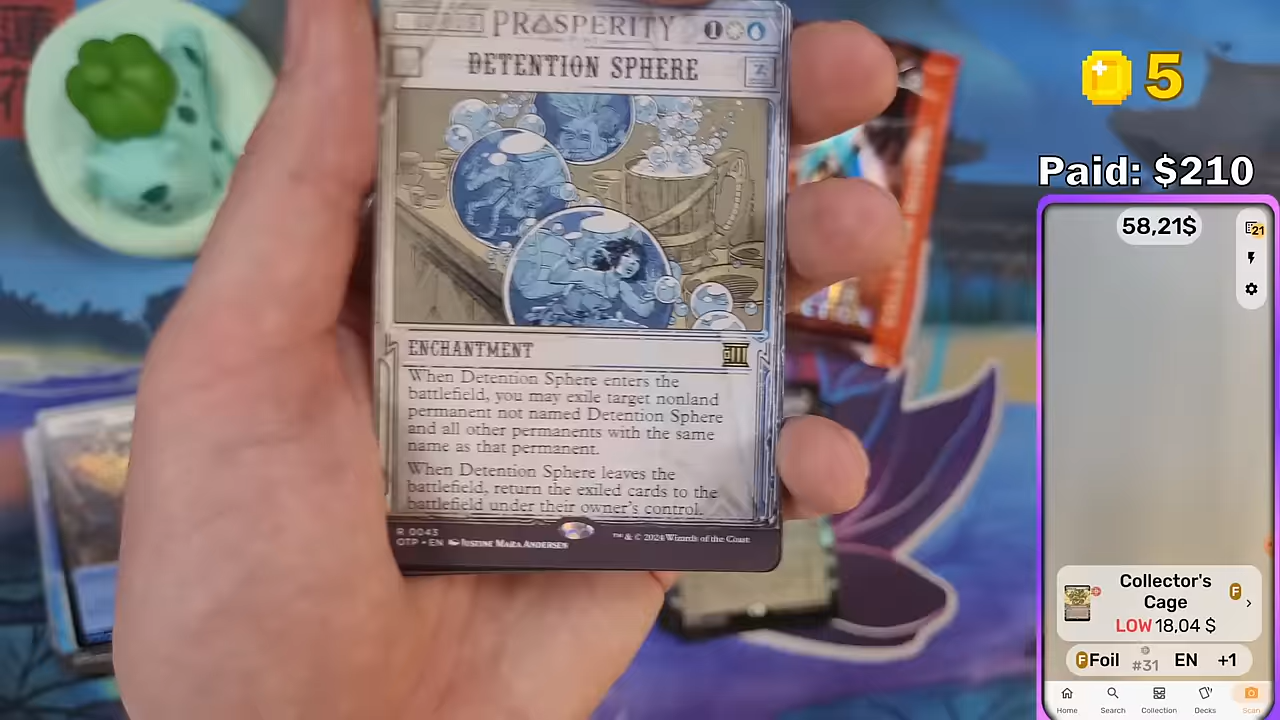 PROSPERITY
1
DETENTION SPHERE
ENCHANTMENT
When Detention Sphere enters the
battlefield, you may exile target nonland
permanent not named Detention Sphere
and all other permanents with the same
name as that permanent.
When Detention Sphere leaves the
battlefield, return the exiled cards to the
battlefield under their owner's control.
R 0043
OTP • EN Justine Mara Andersen
™ & © 2024 Wizards of the Coast
5
Paid: $210
58,21$
21
Collector's
Cage
F
LOW 18,04 $
F Foil #31 EN +1
Home Search Collection Decks Scan